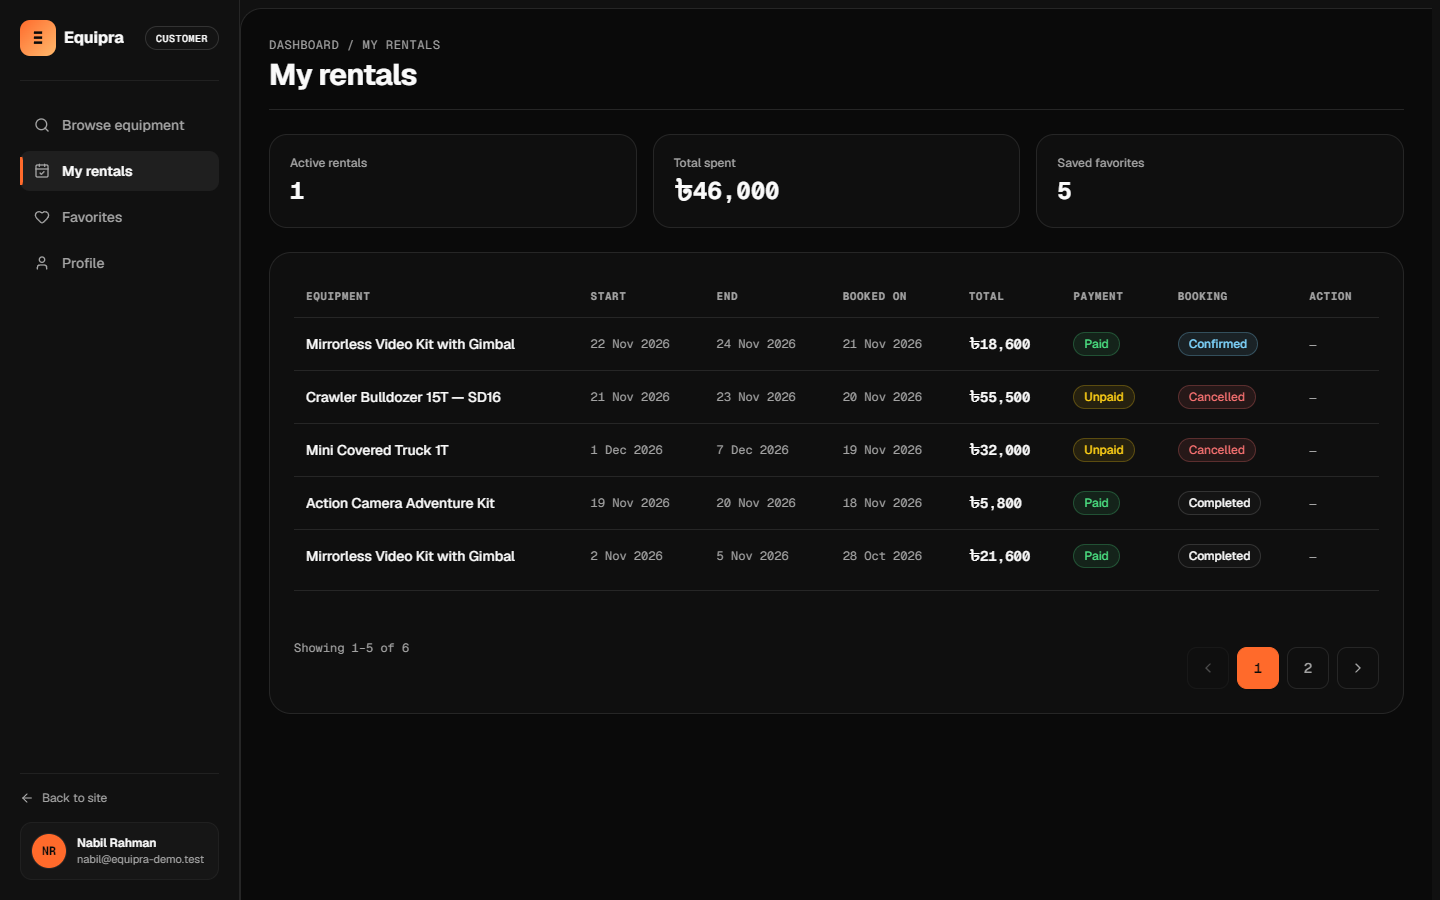 Equipra
CUSTOMER
Browse equipment
My rentals
Favorites
Profile
Back to site
NR
Nabil Rahman
nabil@equipra-demo.test
DASHBOARD / MY RENTALS
My rentals
Active rentals
1
Total spent
৳46,000
Saved favorites
5
EQUIPMENT START END BOOKED ON TOTAL PAYMENT BOOKING ACTION
Mirrorless Video Kit with Gimbal 22 Nov 2026 24 Nov 2026 21 Nov 2026 ৳18,600 Paid Confirmed —
Crawler Bulldozer 15T — SD16 21 Nov 2026 23 Nov 2026 20 Nov 2026 ৳55,500 Unpaid Cancelled —
Mini Covered Truck 1T 1 Dec 2026 7 Dec 2026 19 Nov 2026 ৳32,000 Unpaid Cancelled —
Action Camera Adventure Kit 19 Nov 2026 20 Nov 2026 18 Nov 2026 ৳5,800 Paid Completed —
Mirrorless Video Kit with Gimbal 2 Nov 2026 5 Nov 2026 28 Oct 2026 ৳21,600 Paid Completed —
Showing 1–5 of 6
1 2